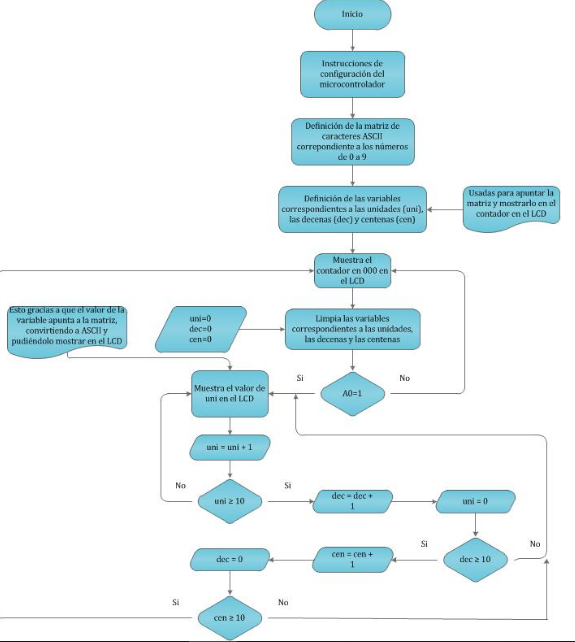 Inicio
Instrucciones de
configuración del
microcontrolador
Definición de la matriz de
caracteres ASCII
correpondiente a los números
de 0 a 9
Definición de las variables
correspondientes a las unidades (uni),
las decenas (dec) y centenas (cen)
Usadas para apuntar la
matriz y mostrarlo en el
contador en el LCD
Muestra el
contador en 000 en
el LCD
Esto gracias a que el valor de la
variable apunta a la matriz,
convirtiendo a ASCII y
pudiéndolo mostrar en el LCD
uni=0
dec=0
cen=0
Limpia las variables
correspondientes a las unidades,
las decenas y las centenas
Si
A0=1
No
Muestra el valor de
uni en el LCD
uni = uni + 1
No
uni ≥ 10
Si
dec = dec +
1
uni = 0
dec = 0
cen = cen +
1
Si
dec ≥ 10
No
Si
cen ≥ 10
No